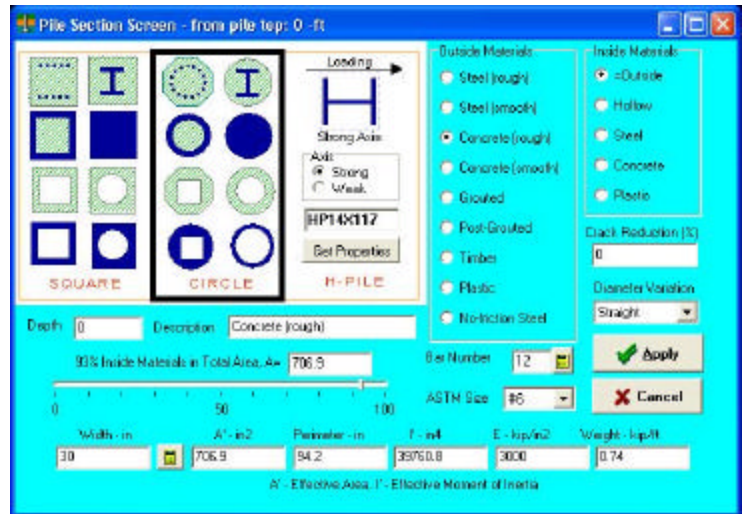 Pile Section Screen - from pile top: 0 -ft
Loading
Strong Axis
Axis
Strong
Weak
HP14X117
Get Properties
SQUARE
CIRCLE
H-PILE
Outside Materials
Steel (rough)
Steel (smooth)
Concrete (rough)
Concrete (smooth)
Grouted
Post-Grouted
Timber
Plastic
No-friction Steel
Inside Materials
=Outside
Hollow
Steel
Concrete
Plastic
Crack Reduction (%)
0
Diameter Variation
Straight
Depth 0 Description Concrete (rough)
93% Inside Materials in Total Area, A= 706.9
0 50 100
Bar Number 12
ASTM Size #6
Apply
Cancel
Width - in A' - in2 Perimeter - in I' - in4 E - kip/in2 Weight - kip/ft
30 706.9 94.2 39760.8 3000 0.74
A' - Effective Area, I' - Effective Moment of Inertia